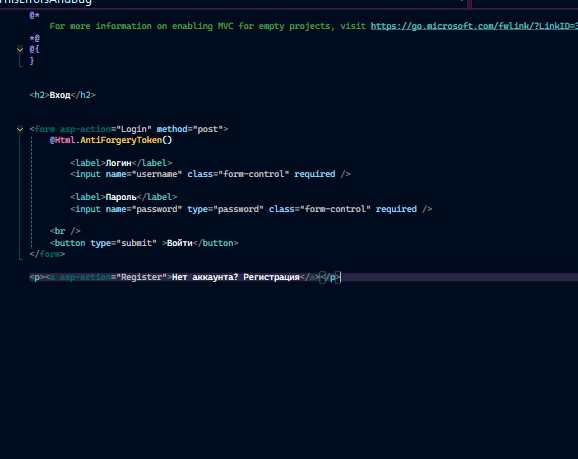 ThisErrorsAndBug
@*
For more information on enabling MVC for empty projects, visit https://go.microsoft.com/fwlink/?LinkID=3
*@
@{
}
<h2>Вход</h2>
<form asp-action="Login" method="post">
@Html.AntiForgeryToken()
<label>Логин</label>
<input name="username" class="form-control" required />
<label>Пароль</label>
<input name="password" type="password" class="form-control" required />
<br />
<button type="submit" >Войти</button>
</form>
<p><a asp-action="Register">Нет аккаунта? Регистрация</a></p>